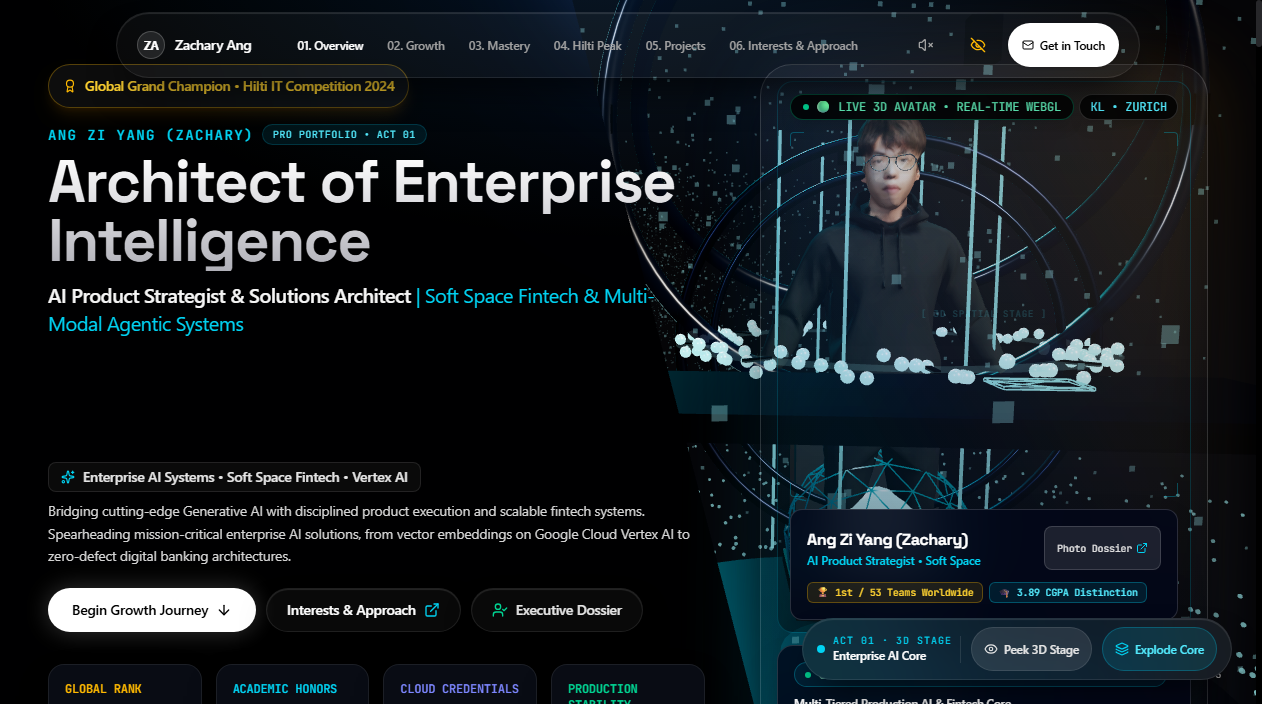 ZA Zachary Ang 01. Overview 02. Growth 03. Mastery 04. Hilti Peak 05. Projects 06. Interests & Approach Get in Touch
Global Grand Champion • Hilti IT Competition 2024
ANG ZI YANG (ZACHARY) PRO PORTFOLIO • ACT 01
Architect of Enterprise
Intelligence
AI Product Strategist & Solutions Architect | Soft Space Fintech & Multi-
Modal Agentic Systems
Enterprise AI Systems • Soft Space Fintech • Vertex AI
Bridging cutting-edge Generative AI with disciplined product execution and scalable fintech systems.
Spearheading mission-critical enterprise AI solutions, from vector embeddings on Google Cloud Vertex AI to
zero-defect digital banking architectures.
Begin Growth Journey Interests & Approach Executive Dossier
GLOBAL RANK ACADEMIC HONORS CLOUD CREDENTIALS PRODUCTION
STABILITY
LIVE 3D AVATAR • REAL-TIME WEBGL KL • ZURICH
[ 3D SPATIAL STAGE ]
Ang Zi Yang (Zachary)
AI Product Strategist • Soft Space
Photo Dossier
1st / 53 Teams Worldwide 3.89 CGPA Distinction
ACT 01 · 3D STAGE
Enterprise AI Core
Peek 3D Stage Explode Core
Multi-Tiered Production AI & Fintech Core